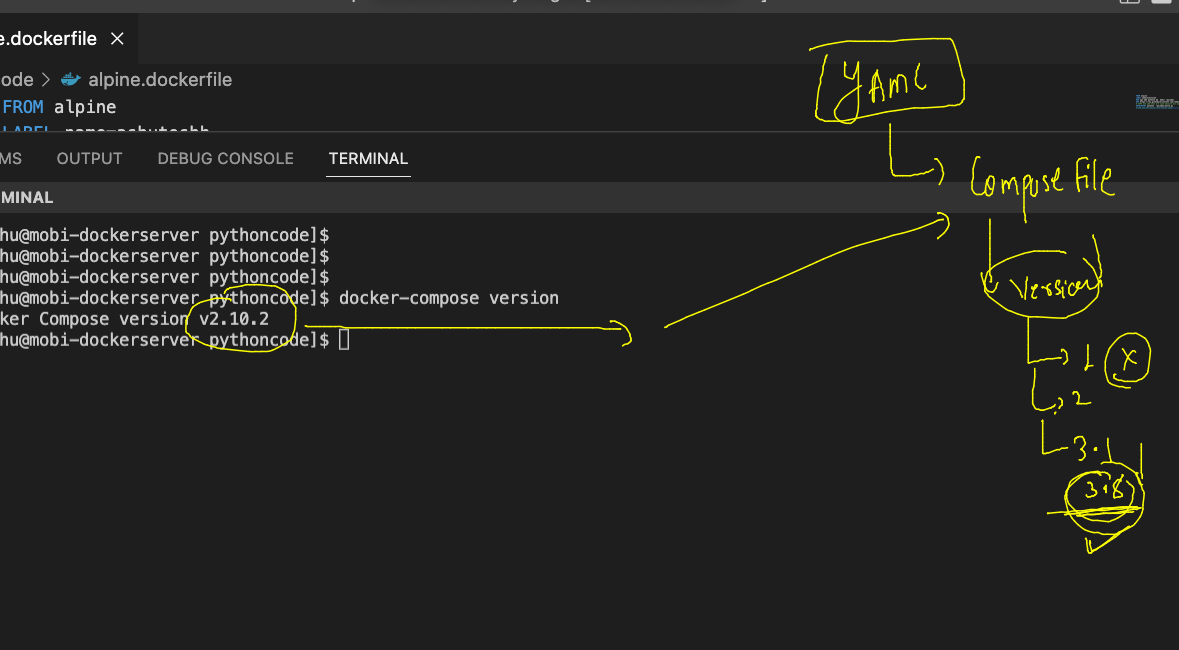 e.dockerfile ×
ode > alpine.dockerfile
FROM alpine
MS OUTPUT DEBUG CONSOLE TERMINAL
MINAL
hu@mobi-dockerserver pythoncode]$
hu@mobi-dockerserver pythoncode]$
hu@mobi-dockerserver pythoncode]$
hu@mobi-dockerserver pythoncode]$ docker-compose version
ker Compose version v2.10.2
hu@mobi-dockerserver pythoncode]$
YAML
Compose file
Version
1 X
2
3.1
3.8